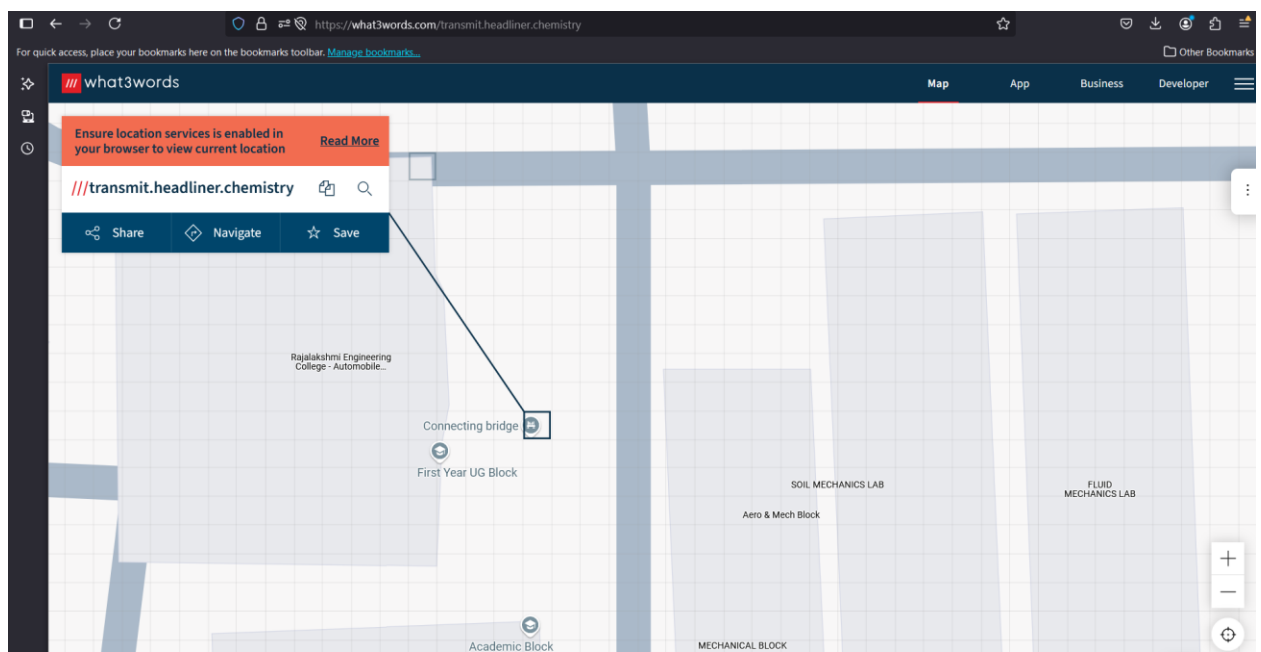 https://what3words.com/transmit.headliner.chemistry
For quick access, place your bookmarks here on the bookmarks toolbar. Manage bookmarks...
Other Bookmarks
/// what3words
Map
App
Business
Developer
Ensure location services is enabled in
your browser to view current location
Read More
///transmit.headliner.chemistry
Share
Navigate
Save
Rajalakshmi Engineering
College - Automobile...
Connecting bridge
First Year UG Block
SOIL MECHANICS LAB
FLUID
MECHANICS LAB
Aero & Mech Block
Academic Block
MECHANICAL BLOCK